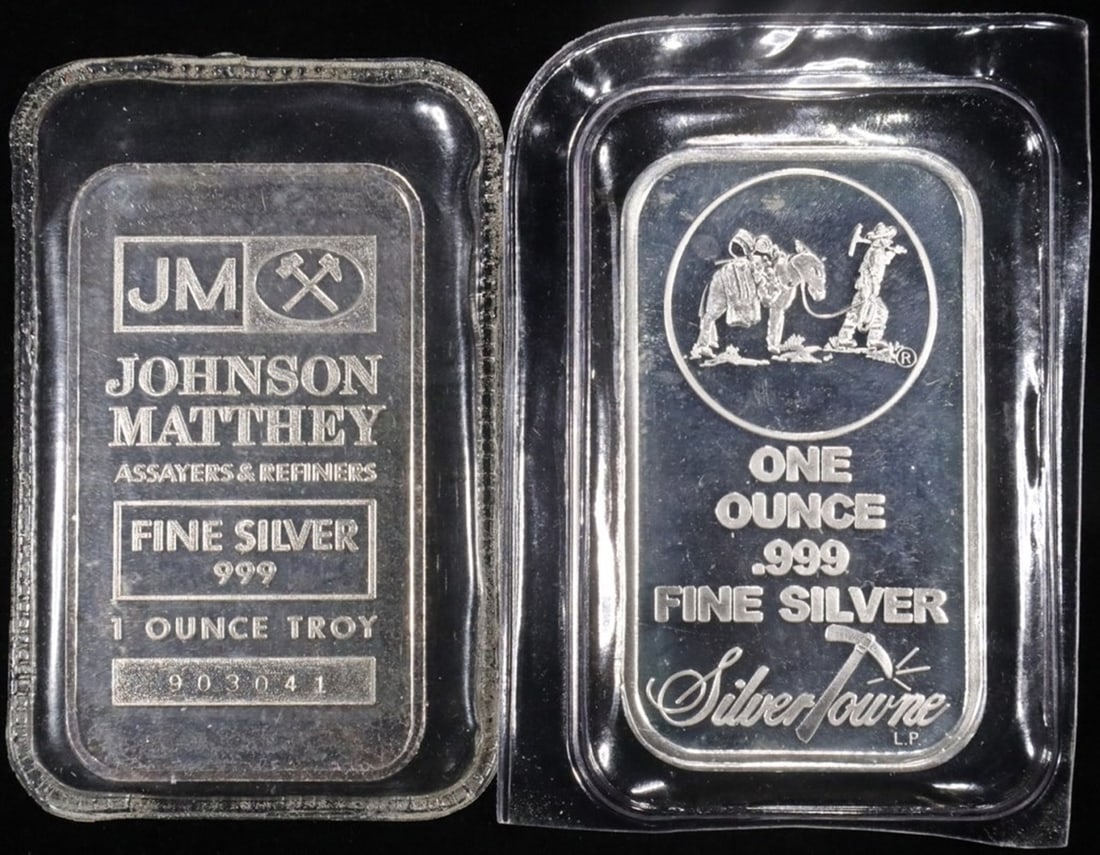 JM
JOHNSON
MATTHEY
ASSAYERS & REFINERS
FINE SILVER
999
1 OUNCE TROY
903041
®
ONE
OUNCE
.999
FINE SILVER
SilverTowne
L.P.